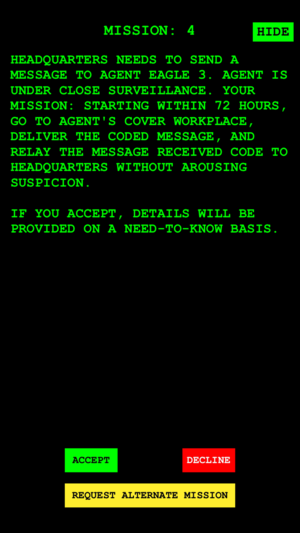 MISSION: 4
HIDE
HEADQUARTERS NEEDS TO SEND A
MESSAGE TO AGENT EAGLE 3. AGENT IS
UNDER CLOSE SURVEILLANCE. YOUR
MISSION: STARTING WITHIN 72 HOURS,
GO TO AGENT'S COVER WORKPLACE,
DELIVER THE CODED MESSAGE, AND
RELAY THE MESSAGE RECEIVED CODE TO
HEADQUARTERS WITHOUT AROUSING
SUSPICION.
IF YOU ACCEPT, DETAILS WILL BE
PROVIDED ON A NEED-TO-KNOW BASIS.
ACCEPT
DECLINE
REQUEST ALTERNATE MISSION